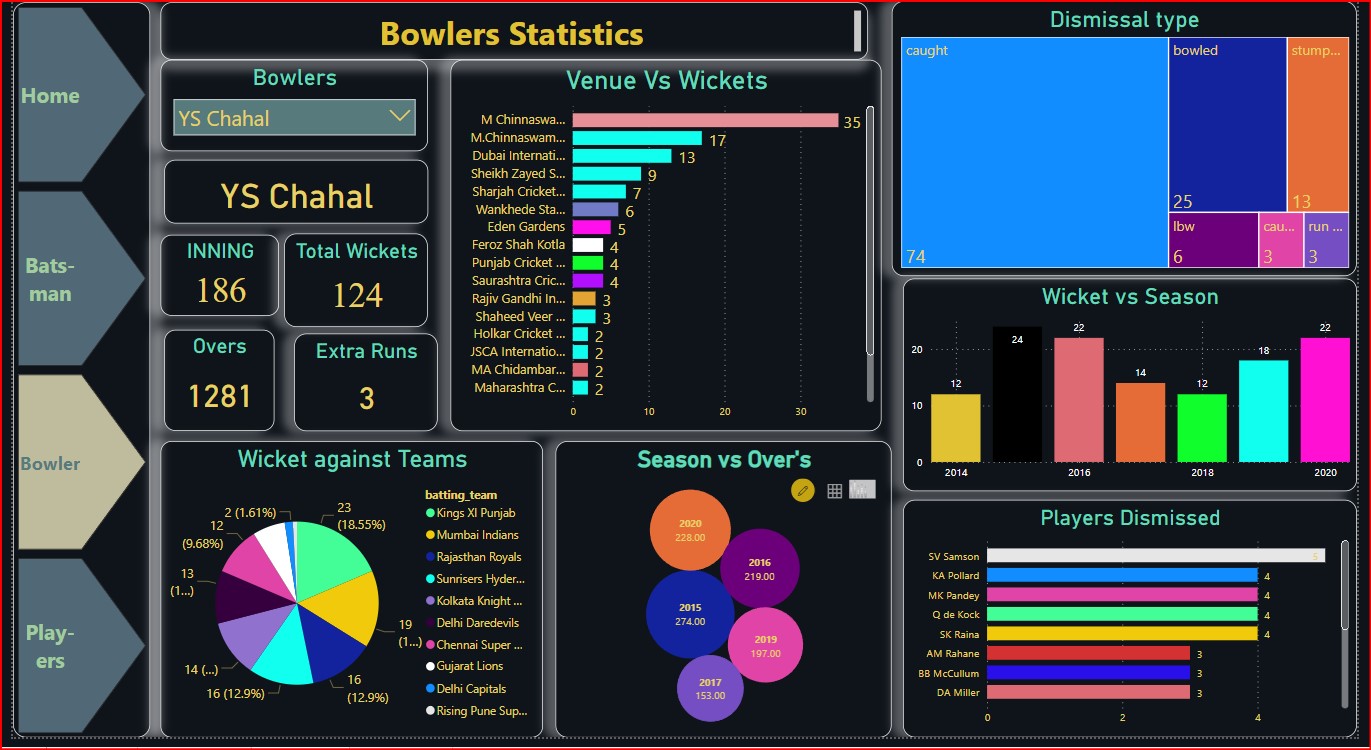 Home
Bats-
man
Bowler
Play-
ers
Bowlers Statistics
Bowlers
YS Chahal
YS Chahal
INNING
186
Total Wickets
124
Overs
1281
Extra Runs
3
Venue Vs Wickets
M Chinnaswa... 35
M.Chinnaswam... 17
Dubai Internati... 13
Sheikh Zayed S... 9
Sharjah Cricket... 7
Wankhede Sta... 6
Eden Gardens 5
Feroz Shah Kotla 4
Punjab Cricket ... 4
Saurashtra Cric... 4
Rajiv Gandhi In... 3
Shaheed Veer ... 3
Holkar Cricket ... 2
JSCA Internatio... 2
MA Chidambar... 2
Maharashtra C... 2
0 10 20 30
Dismissal type
caught
74
bowled
25
stump...
13
lbw
6
cau...
3
run ...
3
Wicket vs Season
20
10
0
12
24
22
14
12
18
22
2014 2016 2018 2020
Wicket against Teams
23
(18.55%)
19
(1...)
16
(12.9%)
16 (12.9%)
14 (...)
13
(1...)
12
(9.68%)
2 (1.61%)
batting_team
Kings XI Punjab
Mumbai Indians
Rajasthan Royals
Sunrisers Hyder...
Kolkata Knight ...
Delhi Daredevils
Chennai Super ...
Gujarat Lions
Delhi Capitals
Rising Pune Sup...
Season vs Over's
2020
228.00
2016
219.00
2015
274.00
2019
197.00
2017
153.00
Players Dismissed
SV Samson 5
KA Pollard 4
MK Pandey 4
Q de Kock 4
SK Raina 4
AM Rahane 3
BB McCullum 3
DA Miller 3
0 2 4